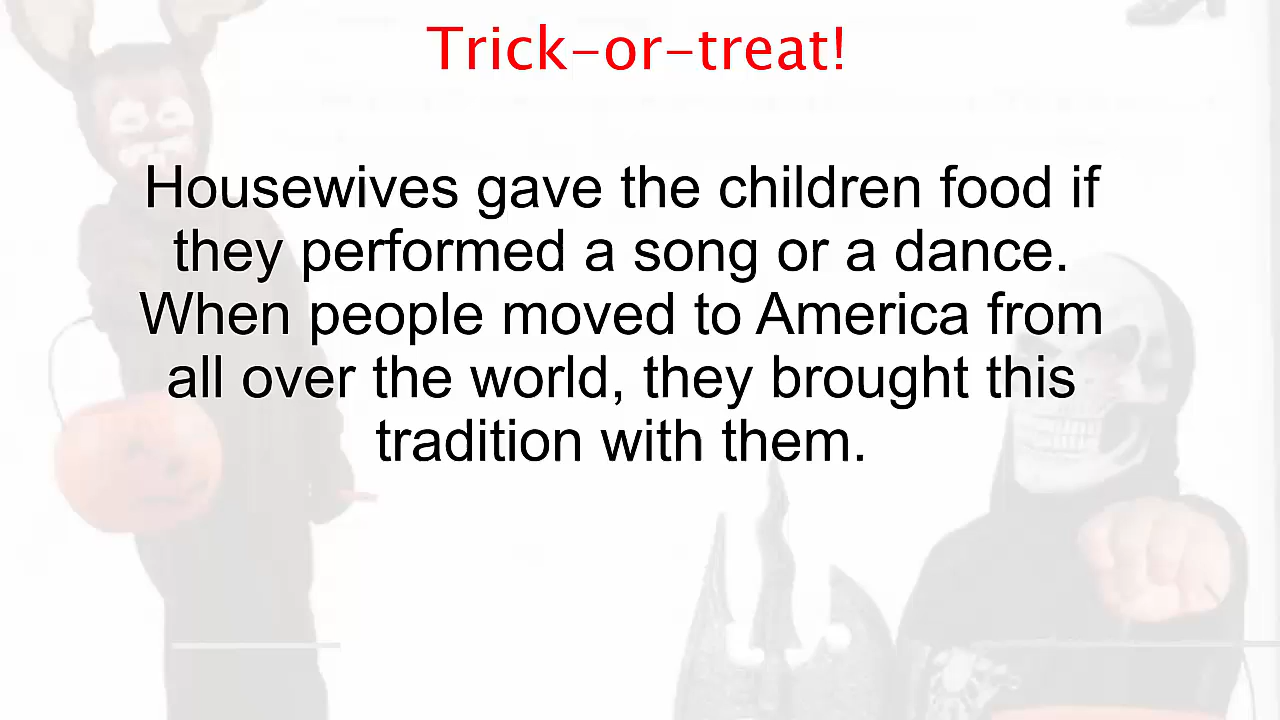 Trick-or-treat!
Housewives gave the children food if
they performed a song or a dance.
When people moved to America from
all over the world, they brought this
tradition with them.